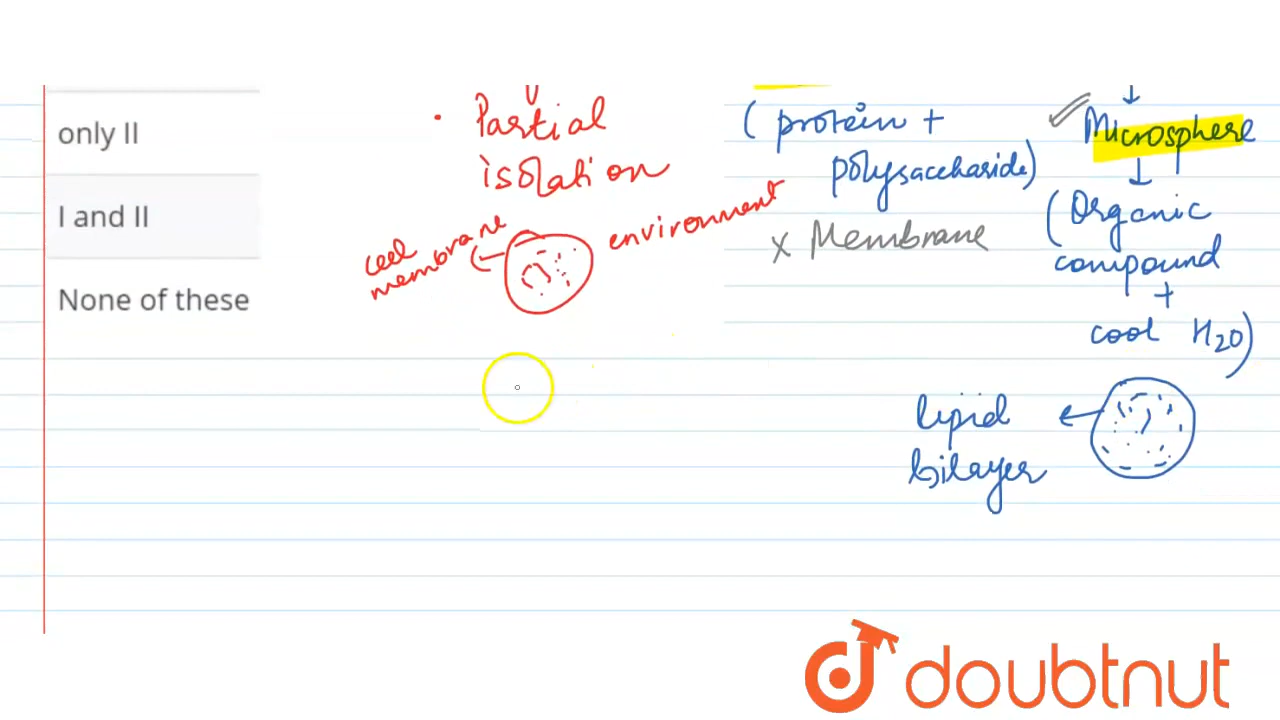 only II
I and II
None of these
• Partial
isolation
cell
membrane
environment
( protein +
polysaccharide)
x Membrane
↓
Microsphere
↓
(Organic
compound
+
cool H2O)
lipid
bilayer
doubtnut